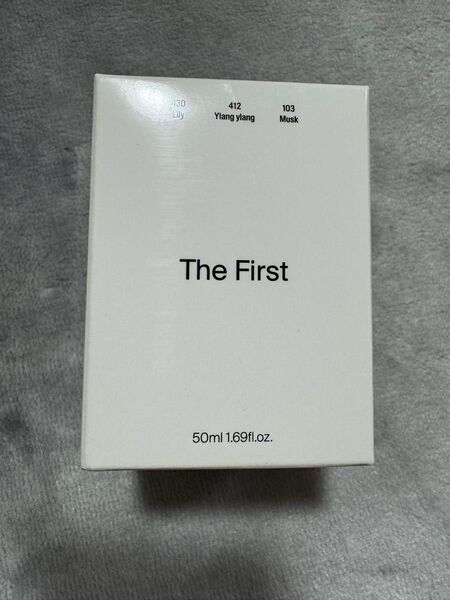 430 412 103
Lily Ylang ylang Musk
The First
50ml 1.69fl.oz.